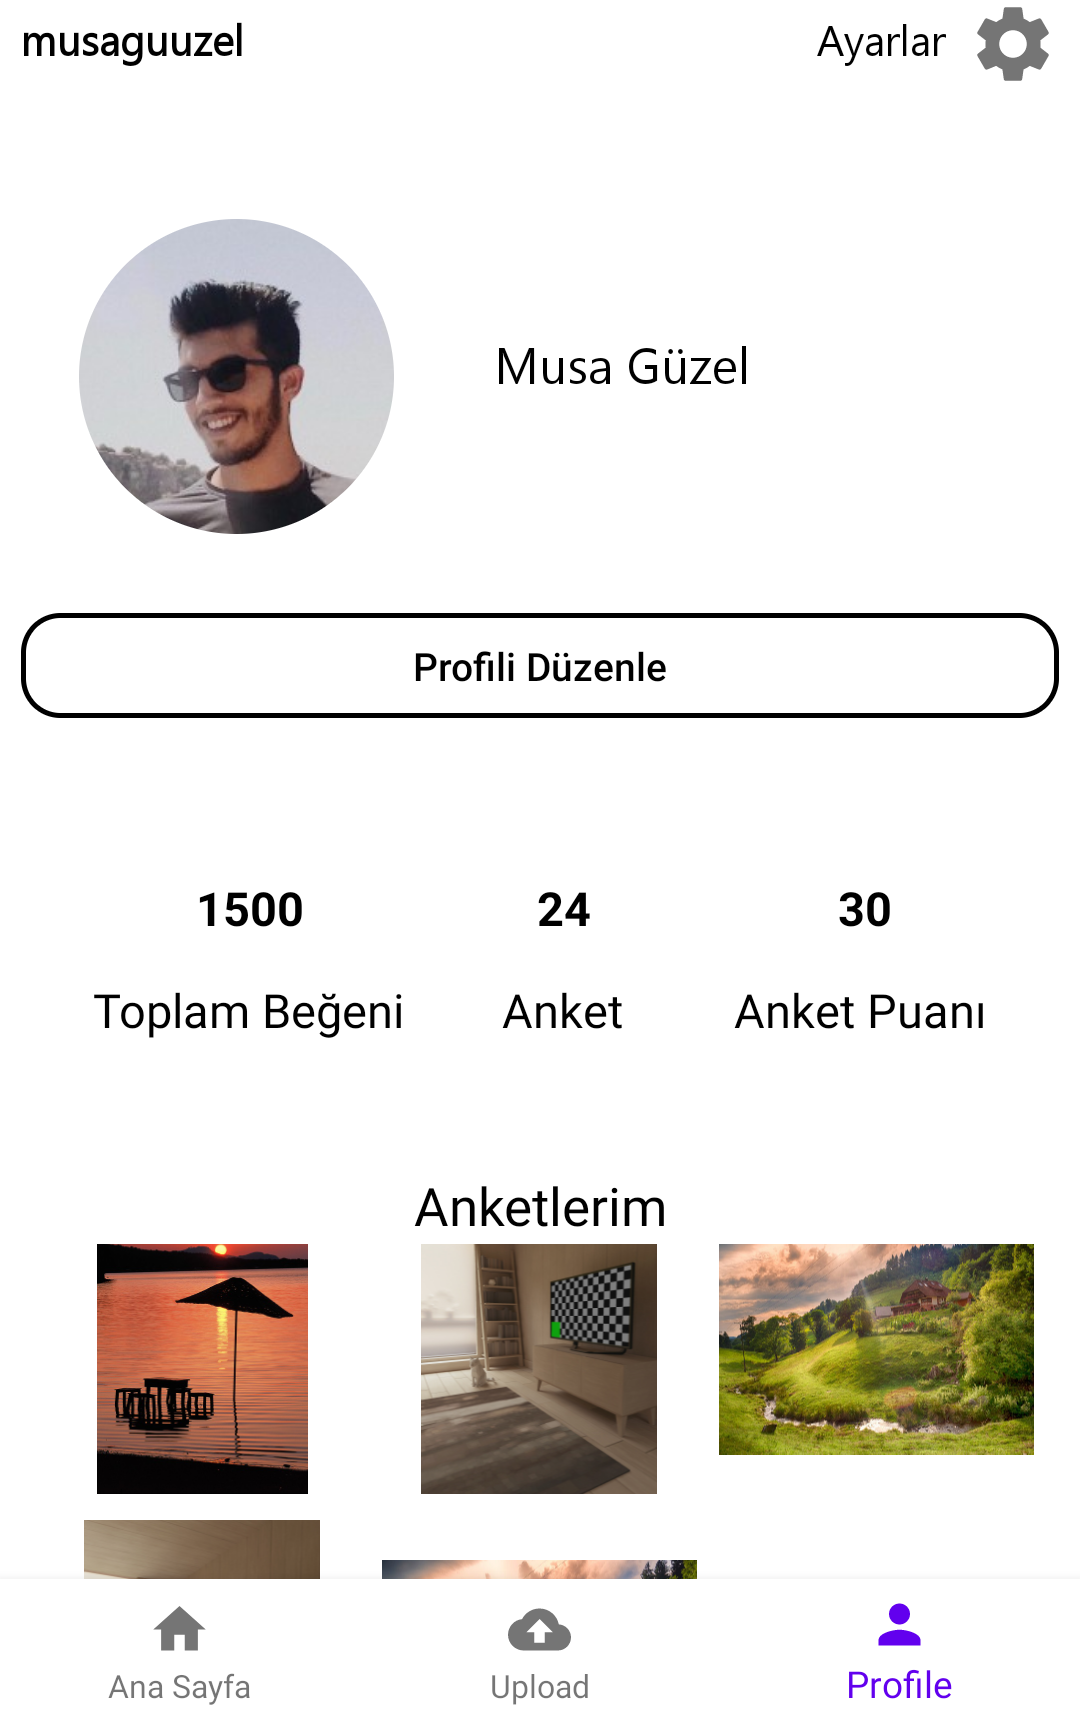 musaguuzel Ayarlar
Musa Güzel
Profili Düzenle
1500 24 30
Toplam Beğeni Anket Anket Puanı
Anketlerim
Ana Sayfa Upload Profile